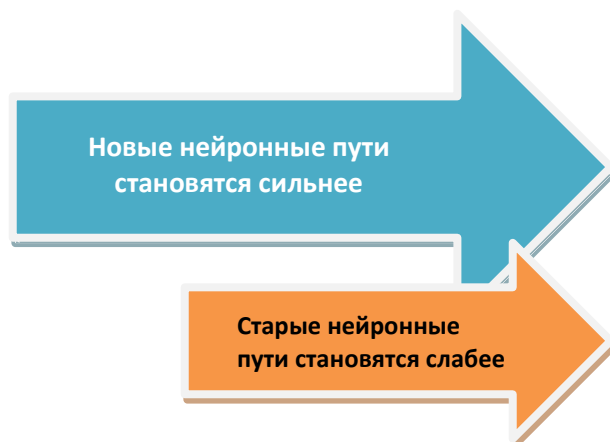 Новые нейронные пути
становятся сильнее
Старые нейронные
пути становятся слабее